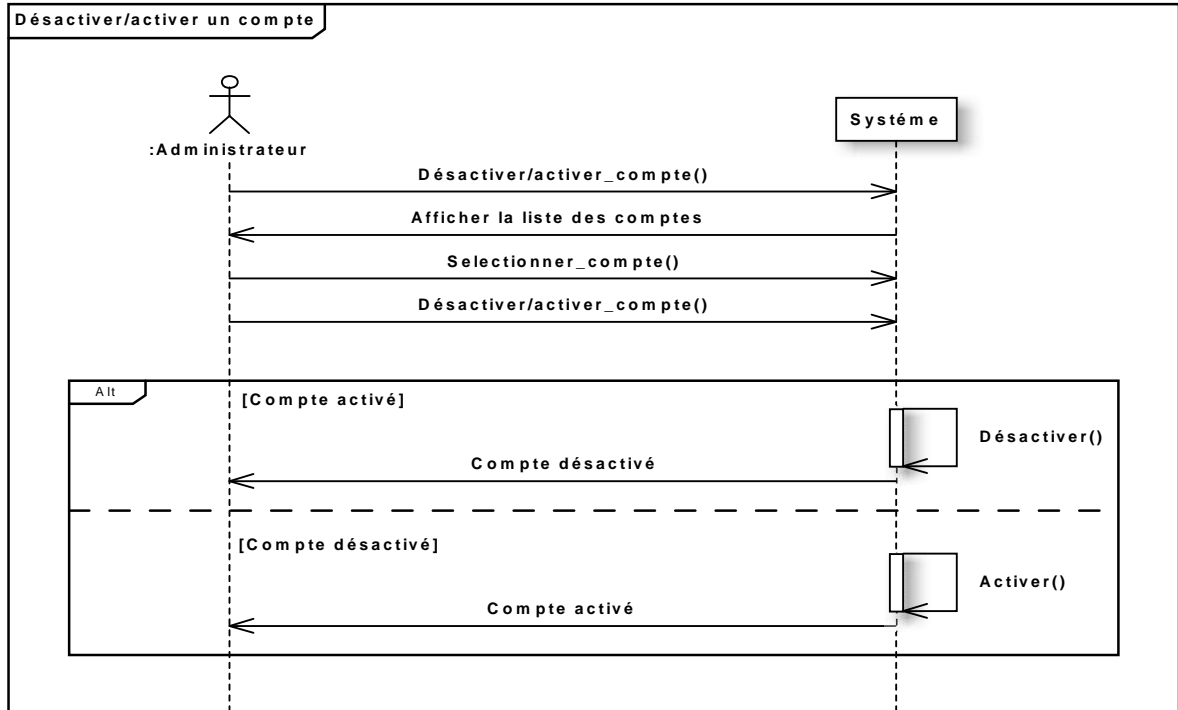 Désactiver/activer un compte
Systéme
:Administrateur
Désactiver/activer_compte()
Afficher la liste des comptes
Selectionner_compte()
Désactiver/activer_compte()
Alt
[Compte activé]
Désactiver()
Compte désactivé
[Compte désactivé]
Activer()
Compte activé